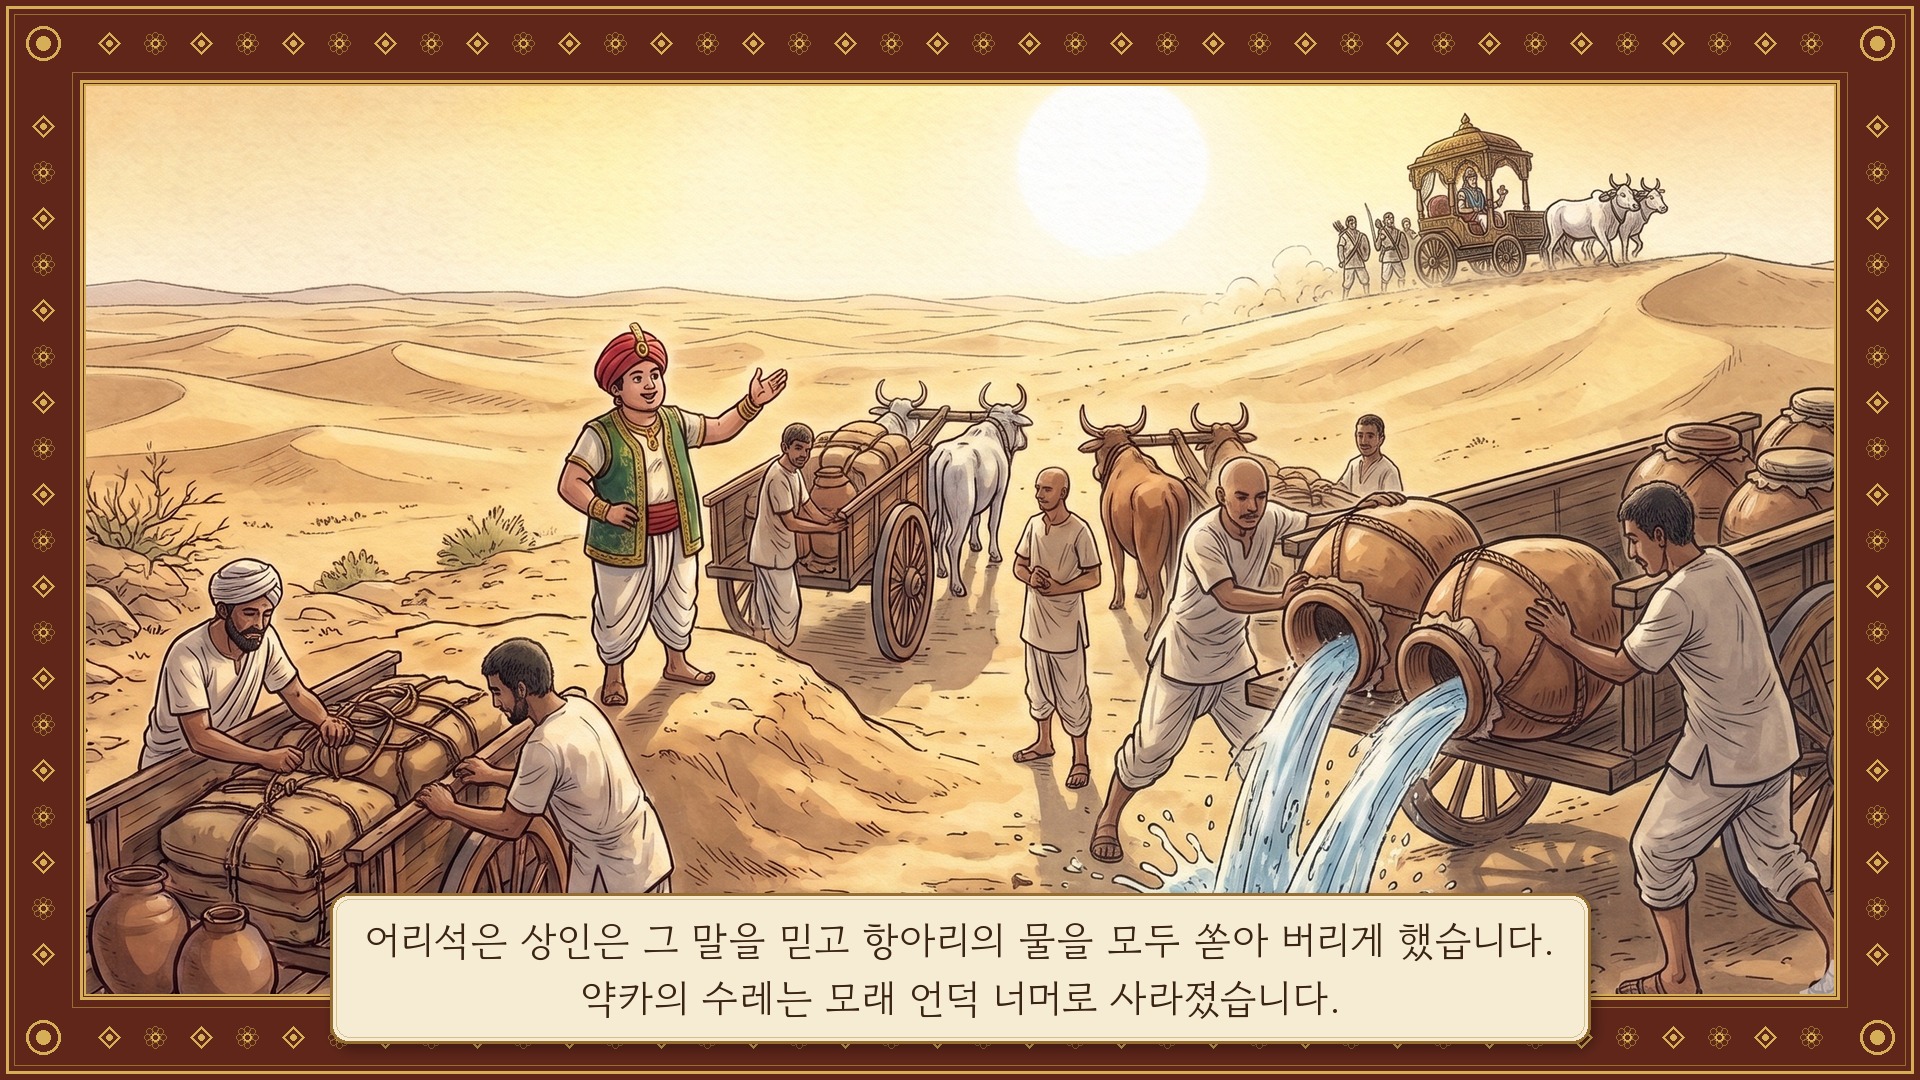 어리석은 상인은 그 말을 믿고 항아리의 물을 모두 쏟아 버리게 했습니다.
약카의 수레는 모래 언덕 너머로 사라졌습니다.